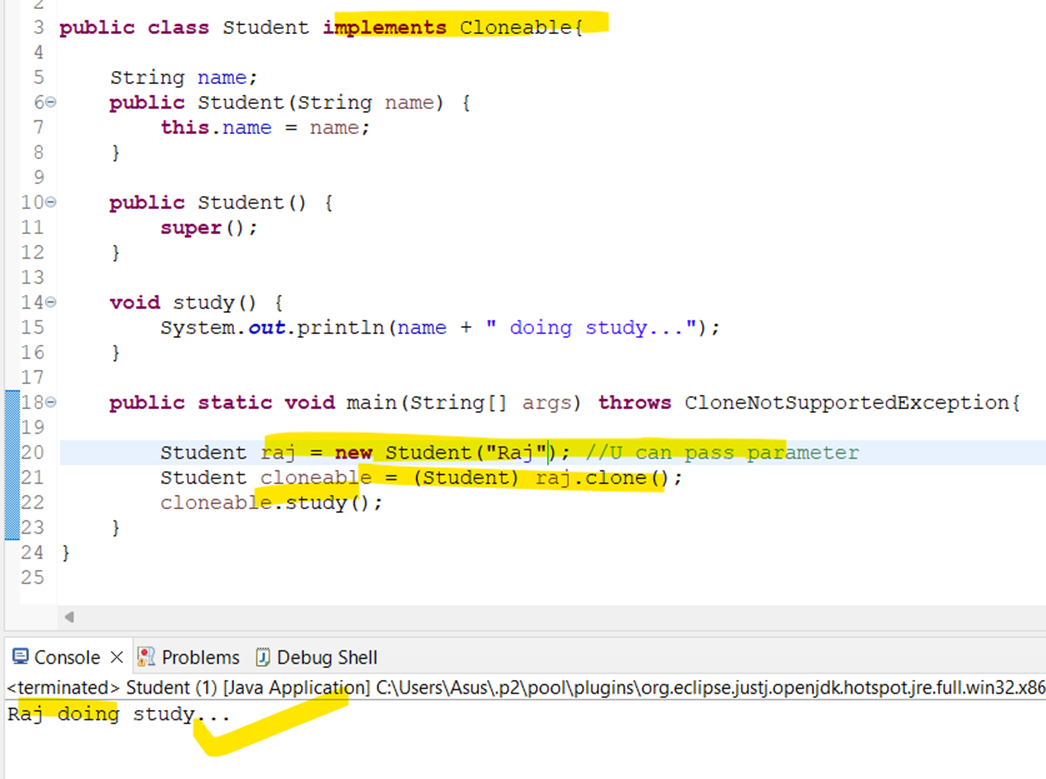 2
3 public class Student implements Cloneable{
4
5     String name;
6     public Student(String name) {
7         this.name = name;
8     }
9
10     public Student() {
11         super();
12     }
13
14     void study() {
15         System.out.println(name + " doing study...");
16     }
17
18     public static void main(String[] args) throws CloneNotSupportedException{
19
20         Student raj = new Student("Raj"); //U can pass parameter
21         Student cloneable = (Student) raj.clone();
22         cloneable.study();
23     }
24 }
25
Console Problems Debug Shell
<terminated> Student (1) [Java Application] C:\Users\Asus\.p2\pool\plugins\org.eclipse.justj.openjdk.hotspot.jre.full.win32.x86
Raj doing study...